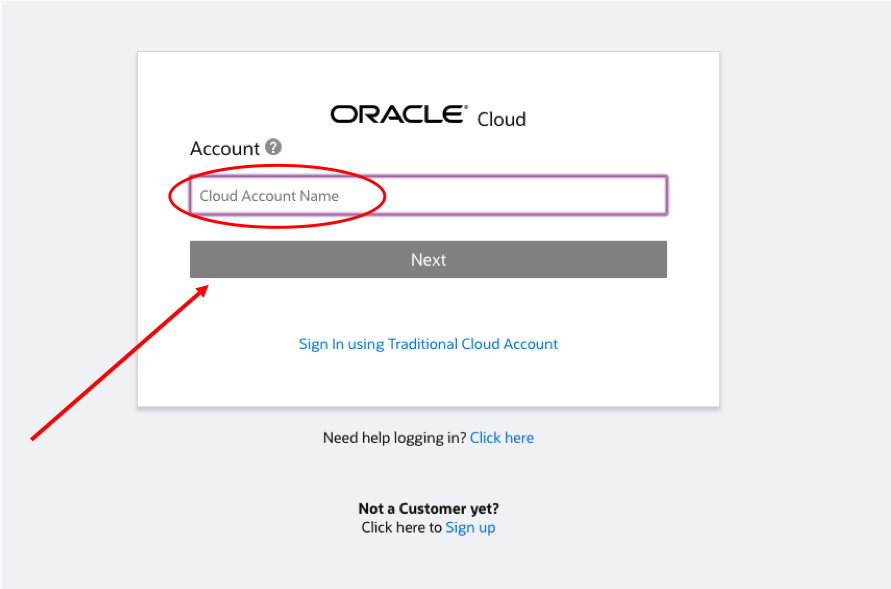 ORACLE® Cloud
Account ?
Cloud Account Name
Next
Sign In using Traditional Cloud Account
Need help logging in? Click here
Not a Customer yet?
Click here to Sign up